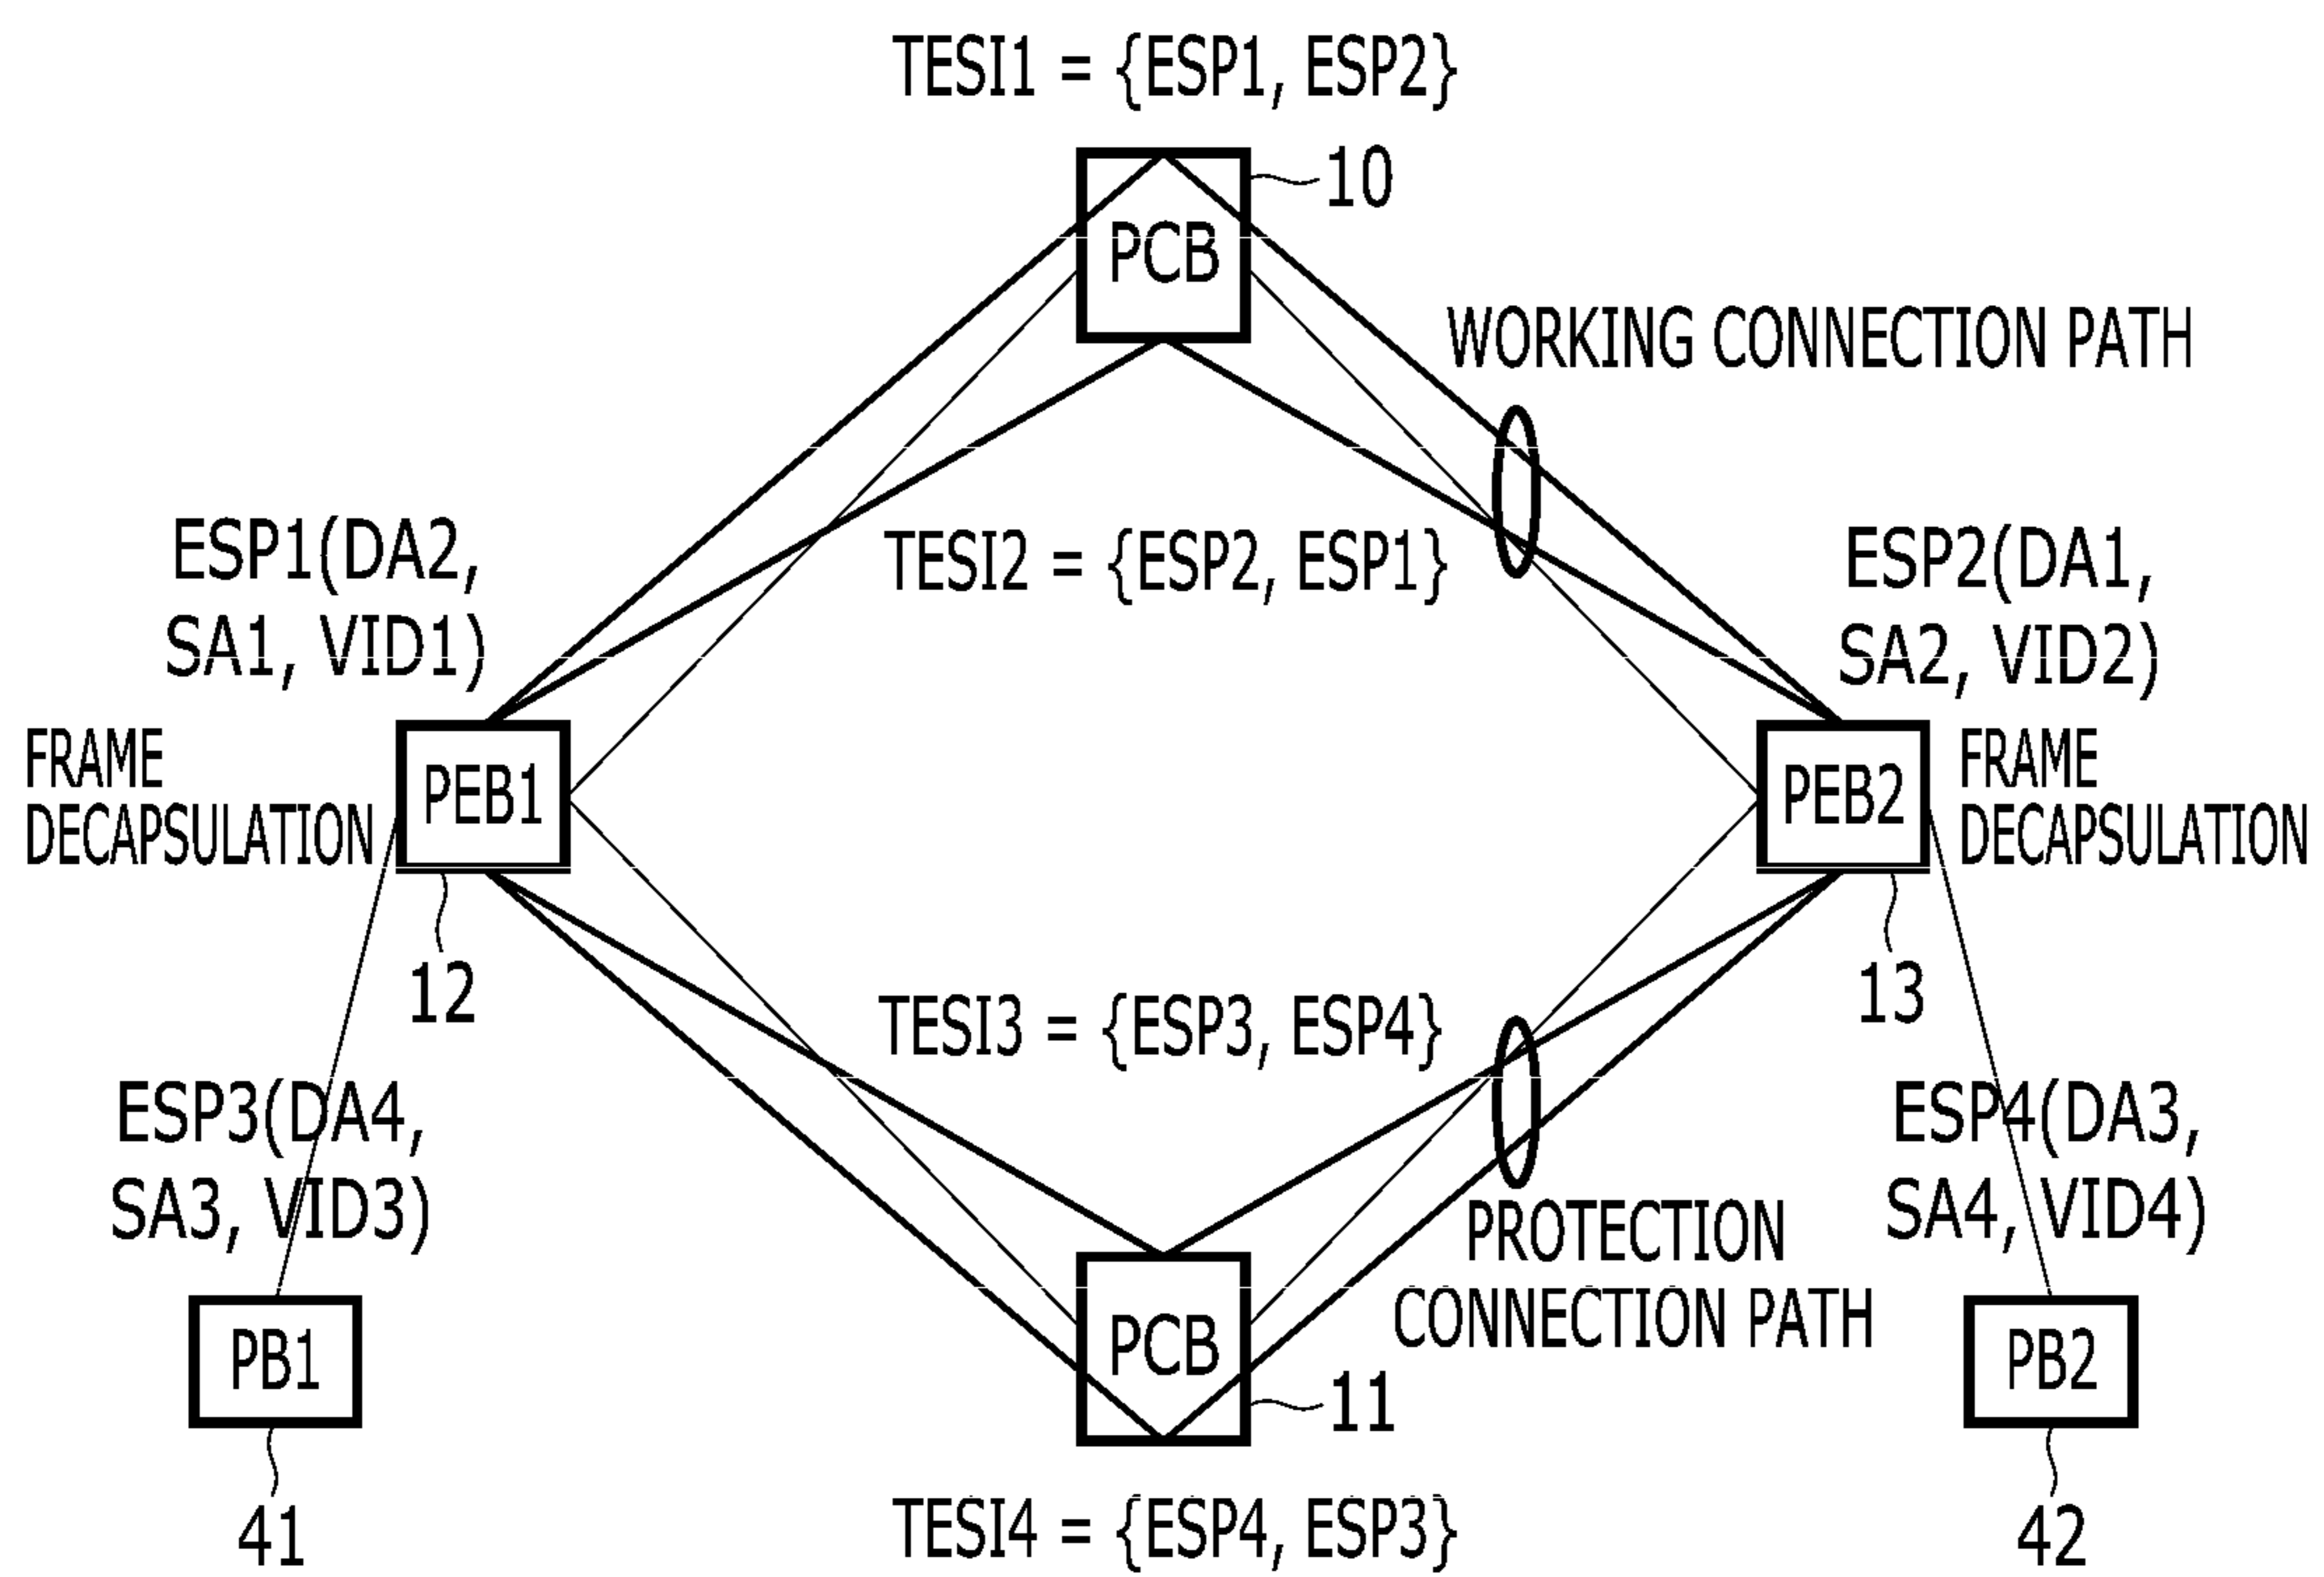 TESI1 = {ESP1, ESP2}
10
PCB
WORKING CONNECTION PATH
TESI2 = {ESP2, ESP1}
ESP1(DA2,
SA1, VID1)
ESP2(DA1,
SA2, VID2)
FRAME
DECAPSULATION
PEB1
12
PEB2
FRAME
DECAPSULATION
13
TESI3 = {ESP3, ESP4}
ESP3(DA4,
SA3, VID3)
ESP4(DA3,
SA4, VID4)
PROTECTION
CONNECTION PATH
PB1
41
PCB
11
PB2
42
TESI4 = {ESP4, ESP3}